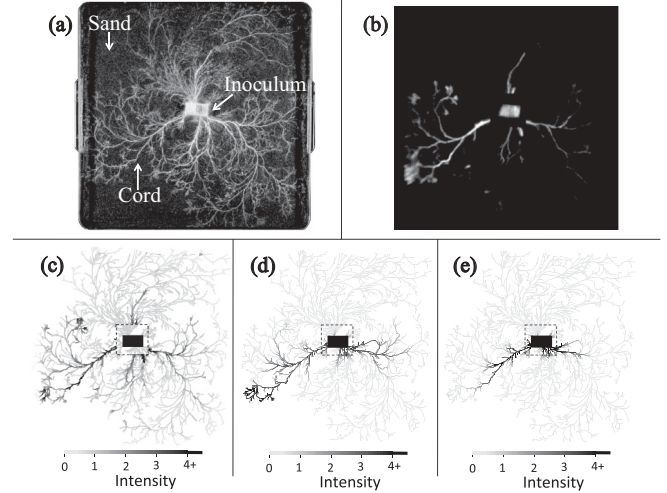 (a)
Sand
Inoculum
Cord
(b)
(c)
0 1 2 3 4+
Intensity
(d)
0 1 2 3 4+
Intensity
(e)
0 1 2 3 4+
Intensity